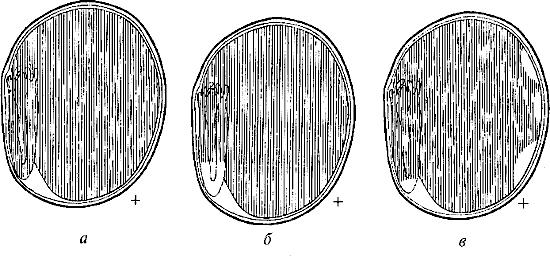 + + +
а б в